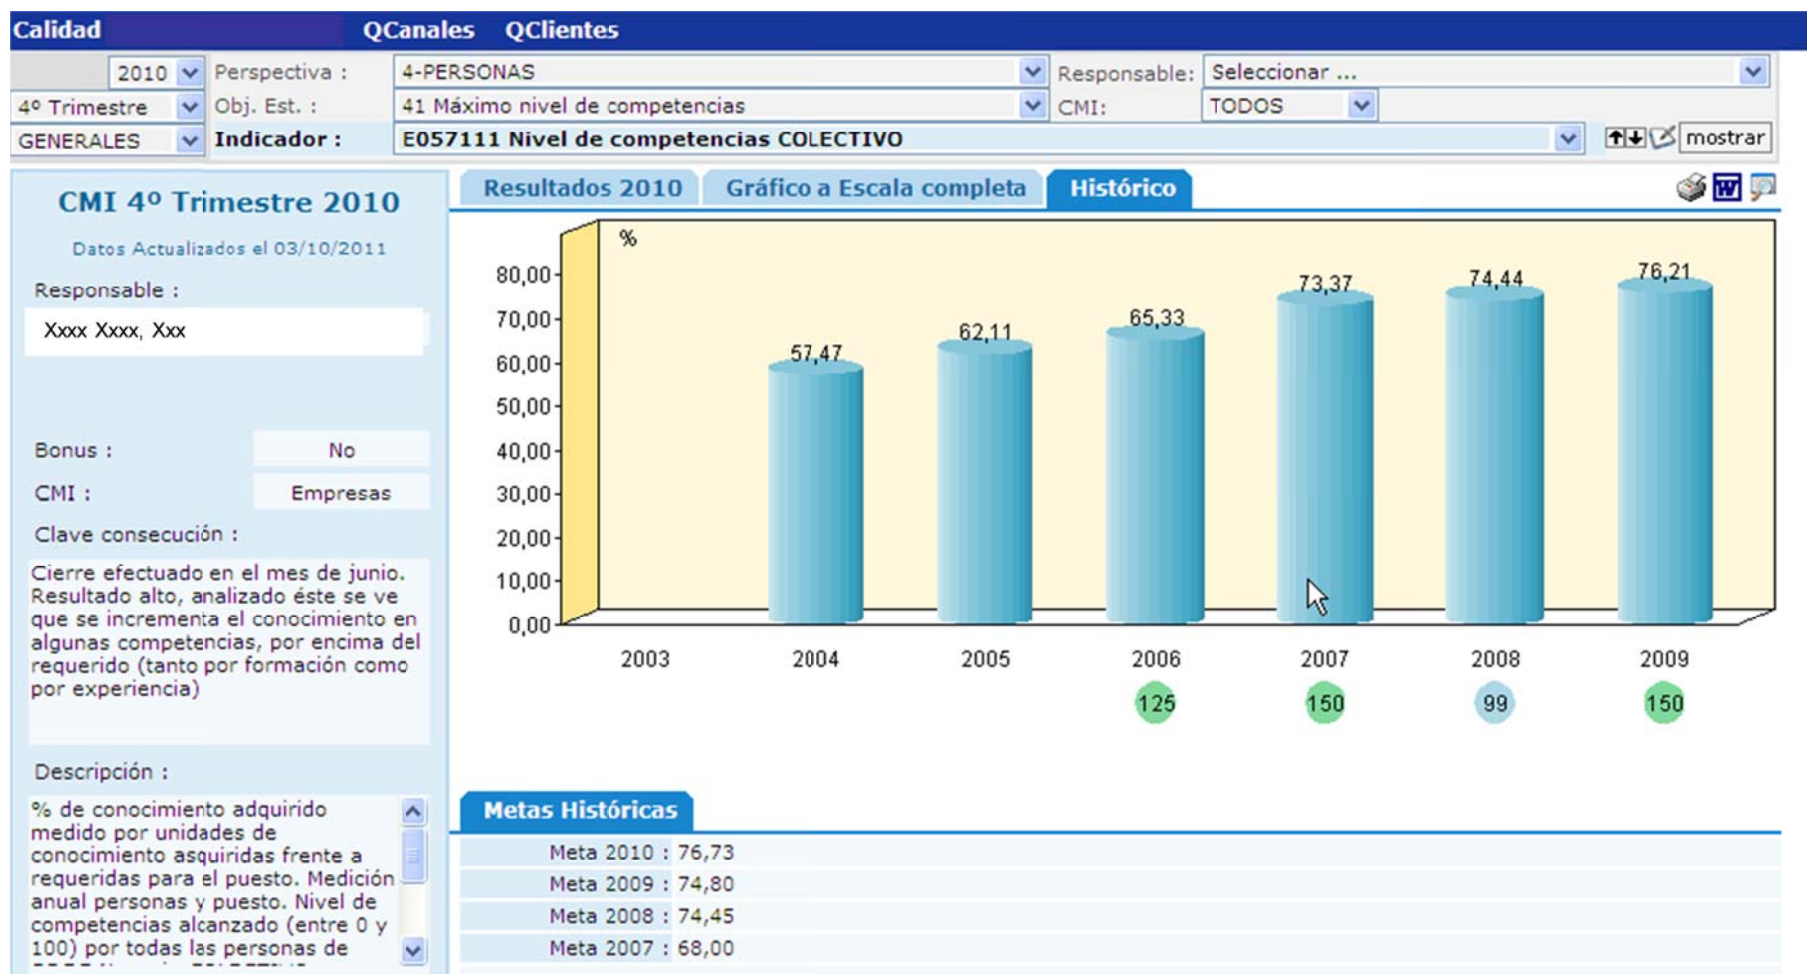 Calidad QCanales QClientes
2010 Perspectiva : 4-PERSONAS Responsable: Seleccionar ...
4º Trimestre Obj. Est. : 41 Máximo nivel de competencias CMI: TODOS
GENERALES Indicador : E057111 Nivel de competencias COLECTIVO mostrar
CMI 4º Trimestre 2010
Datos Actualizados el 03/10/2011
Responsable :
Xxxx Xxxx, Xxx
Bonus : No
CMI : Empresas
Clave consecución :
Cierre efectuado en el mes de junio.
Resultado alto, analizado éste se ve
que se incrementa el conocimiento en
algunas competencias, por encima del
requerido (tanto por formación como
por experiencia)
Descripción :
% de conocimiento adquirido
medido por unidades de
conocimiento asquiridas frente a
requeridas para el puesto. Medición
anual personas y puesto. Nivel de
competencias alcanzado (entre 0 y
100) por todas las personas de
Resultados 2010 Gráfico a Escala completa Histórico
W
%
80,00
70,00
60,00
50,00
40,00
30,00
20,00
10,00
0,00
57,47 62,11 65,33 73,37 74,44 76,21
2003 2004 2005 2006 2007 2008 2009
125 150 99 150
Metas Históricas
Meta 2010 : 76,73
Meta 2009 : 74,80
Meta 2008 : 74,45
Meta 2007 : 68,00